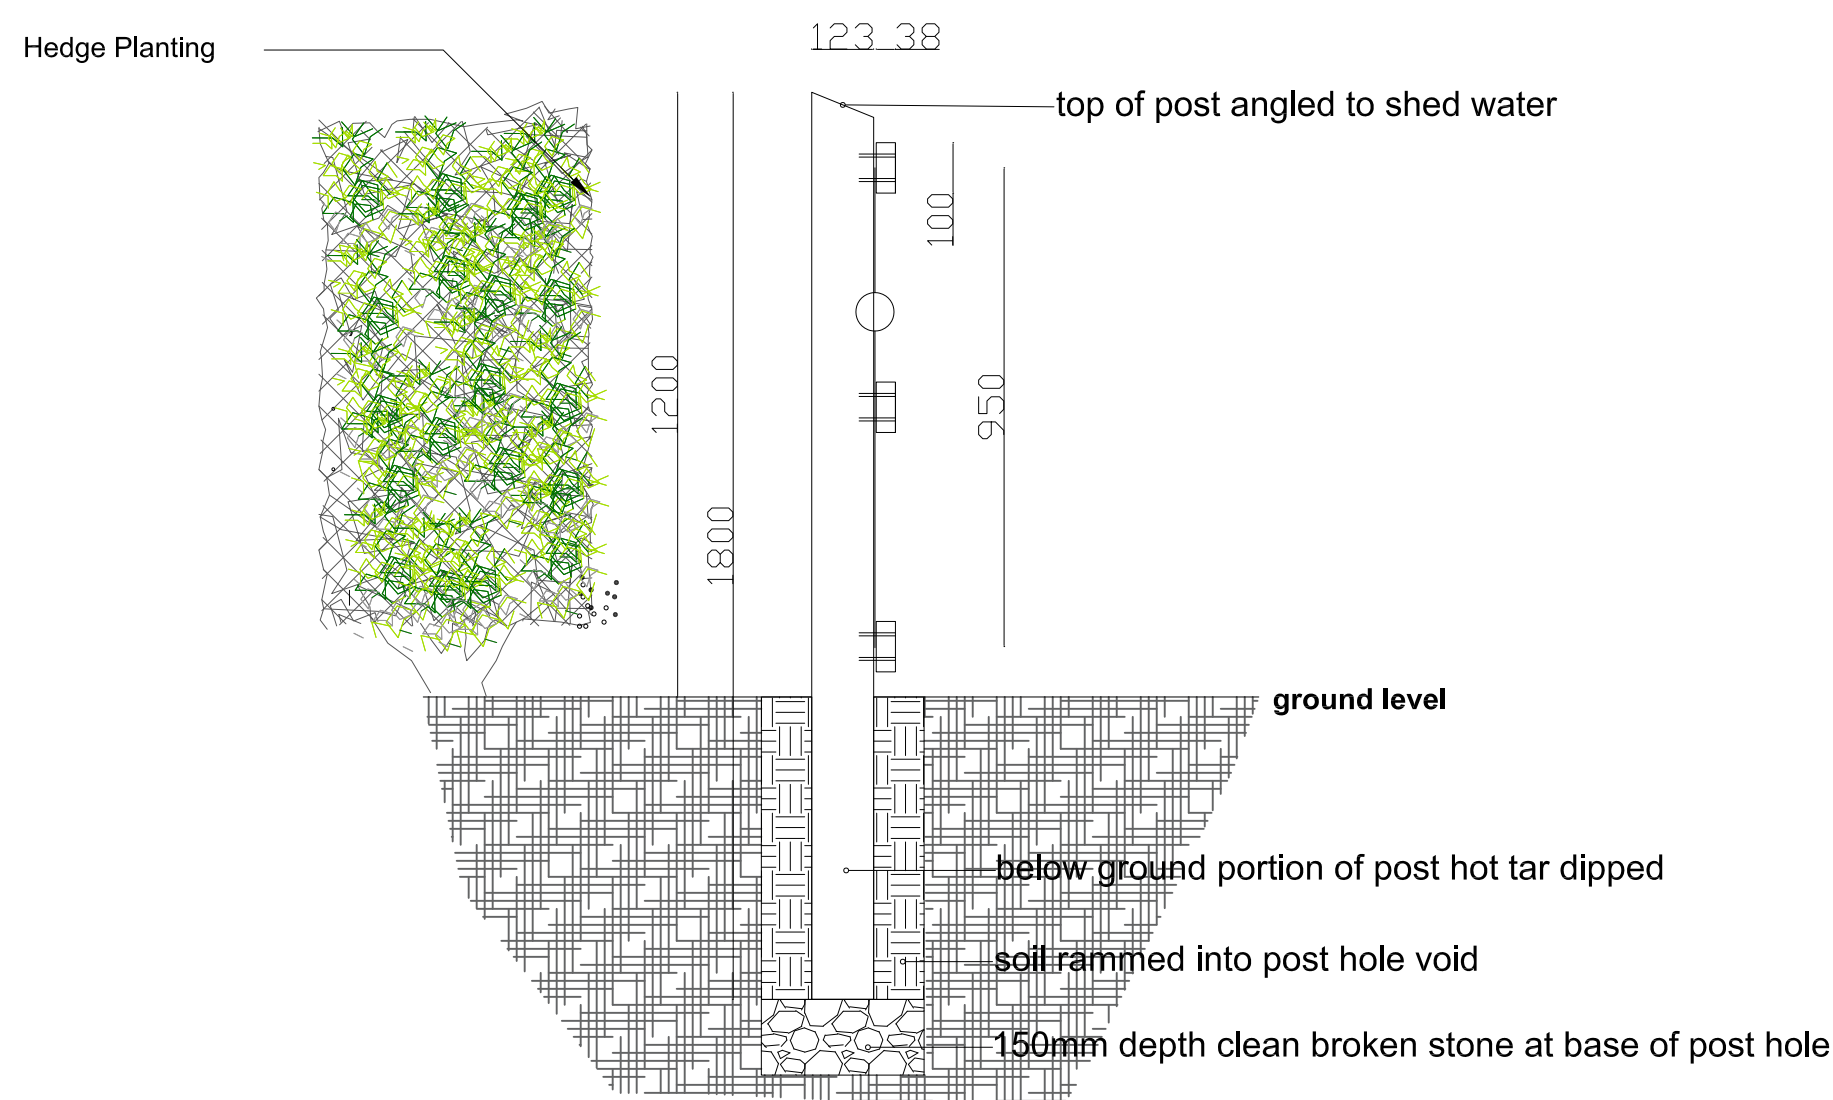 123 38
Hedge Planting
top of post angled to shed water
100
1200
950
1800
ground level
below ground portion of post hot tar dipped
soil rammed into post hole void
150mm depth clean broken stone at base of post hole